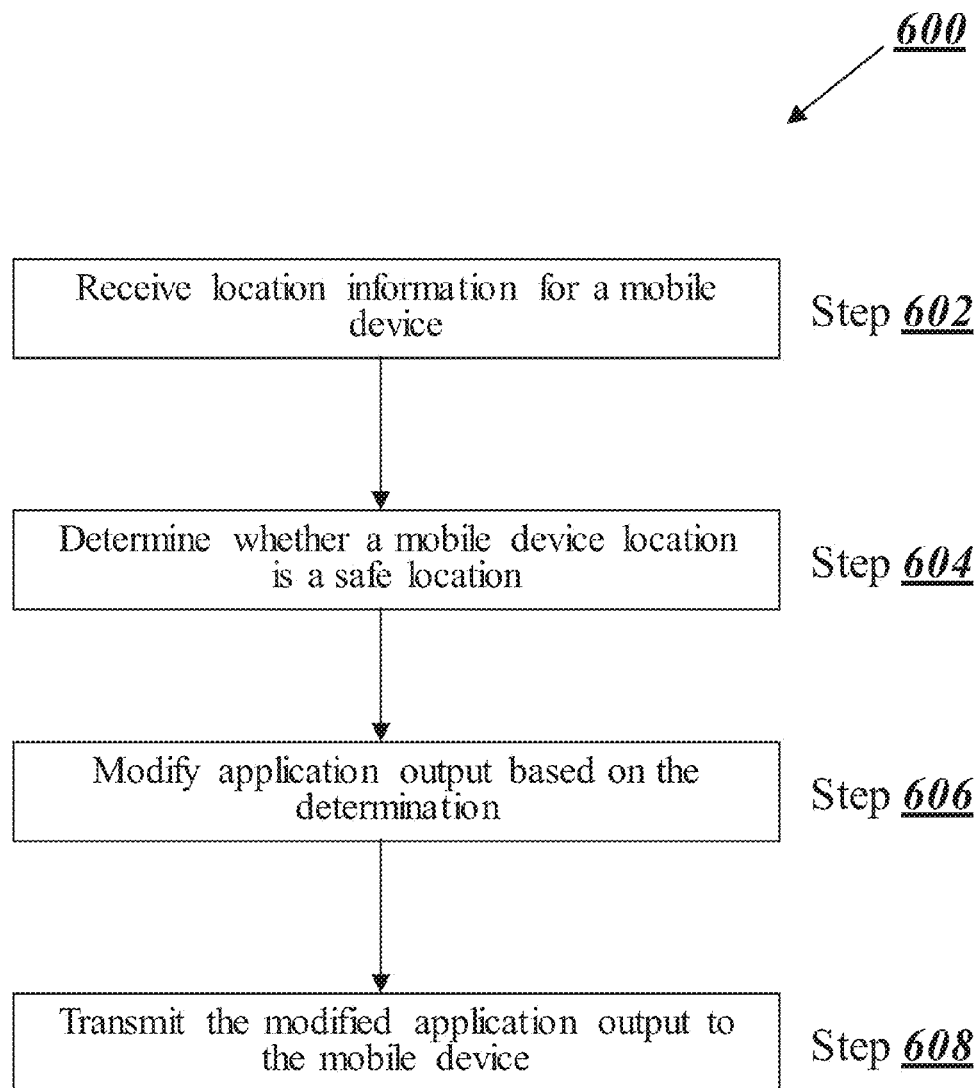 600
Receive location information for a mobile
device
Step 602
Determine whether a mobile device location
is a safe location
Step 604
Modify application output based on the
determination
Step 606
Transmit the modified application output to
the mobile device
Step 608